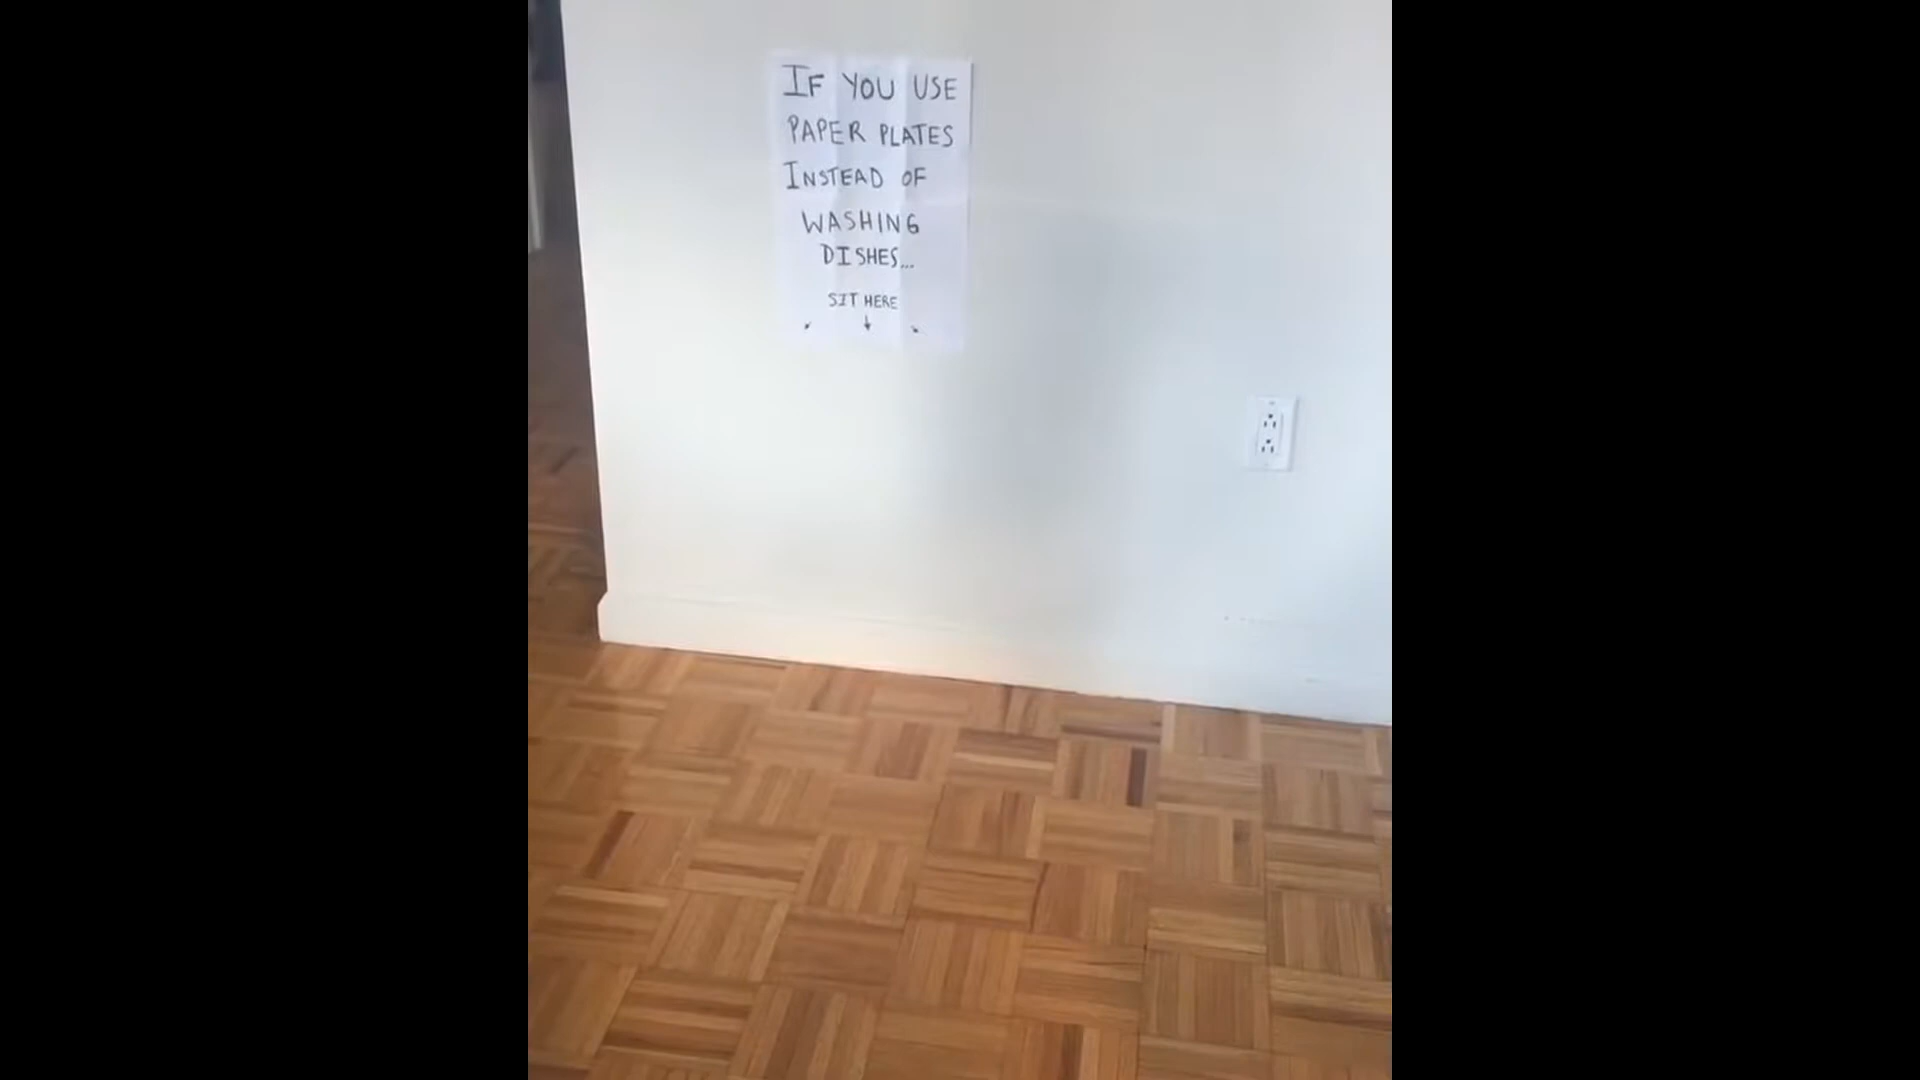 IF YOU USE
PAPER PLATES
INSTEAD OF
WASHING
DISHES...
SIT HERE